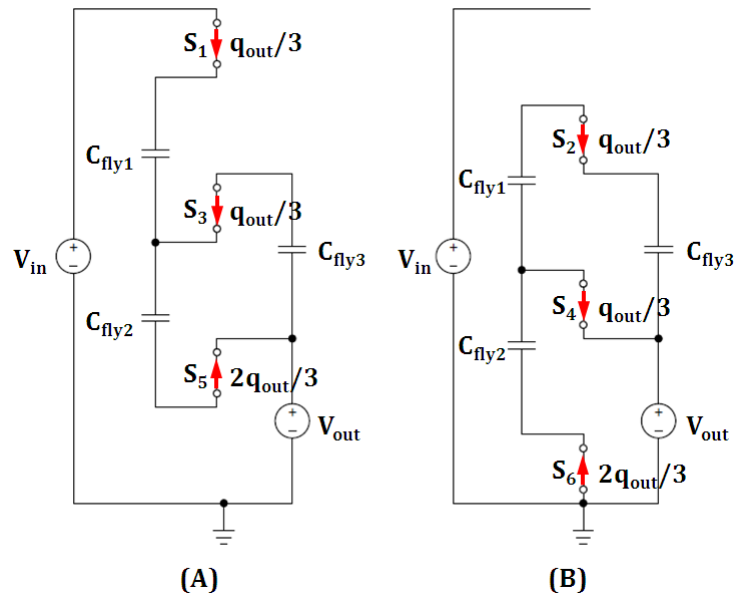 S1 qout/3
Cfly1
S3 qout/3
Vin
Cfly3
Cfly2
S5 2qout/3
Vout
(A)
S2 qout/3
Cfly1
Vin
Cfly3
S4 qout/3
Cfly2
Vout
S6 2qout/3
(B)